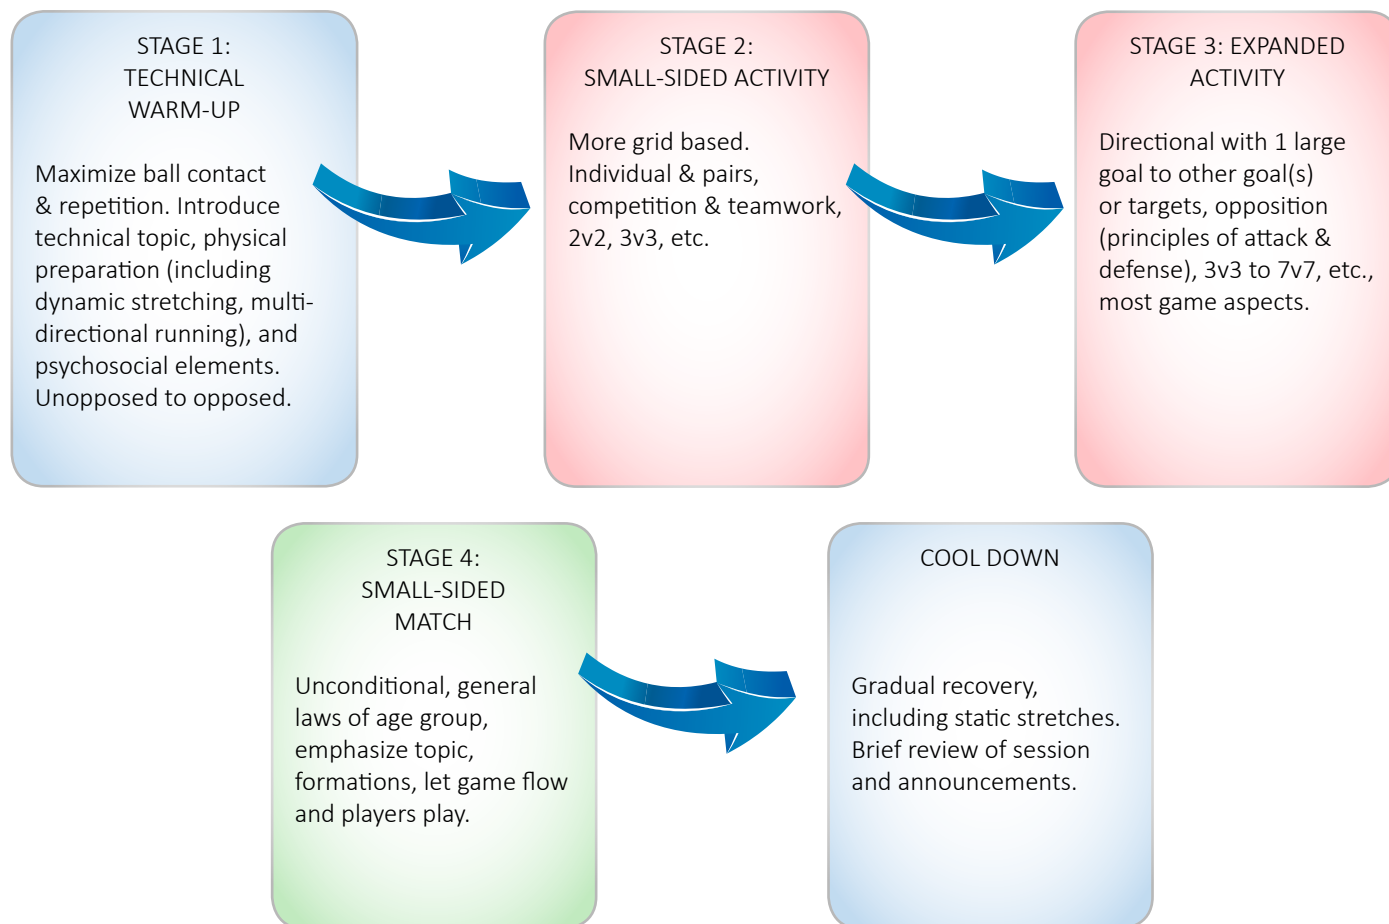 STAGE 1:
TECHNICAL
WARM-UP
Maximize ball contact
& repetition. Introduce
technical topic, physical
preparation (including
dynamic stretching, multi-
directional running), and
psychosocial elements.
Unopposed to opposed.
STAGE 2:
SMALL-SIDED ACTIVITY
More grid based.
Individual & pairs,
competition & teamwork,
2v2, 3v3, etc.
STAGE 3: EXPANDED
ACTIVITY
Directional with 1 large
goal to other goal(s)
or targets, opposition
(principles of attack &
defense), 3v3 to 7v7, etc.,
most game aspects.
STAGE 4:
SMALL-SIDED
MATCH
Unconditional, general
laws of age group,
emphasize topic,
formations, let game flow
and players play.
COOL DOWN
Gradual recovery,
including static stretches.
Brief review of session
and announcements.